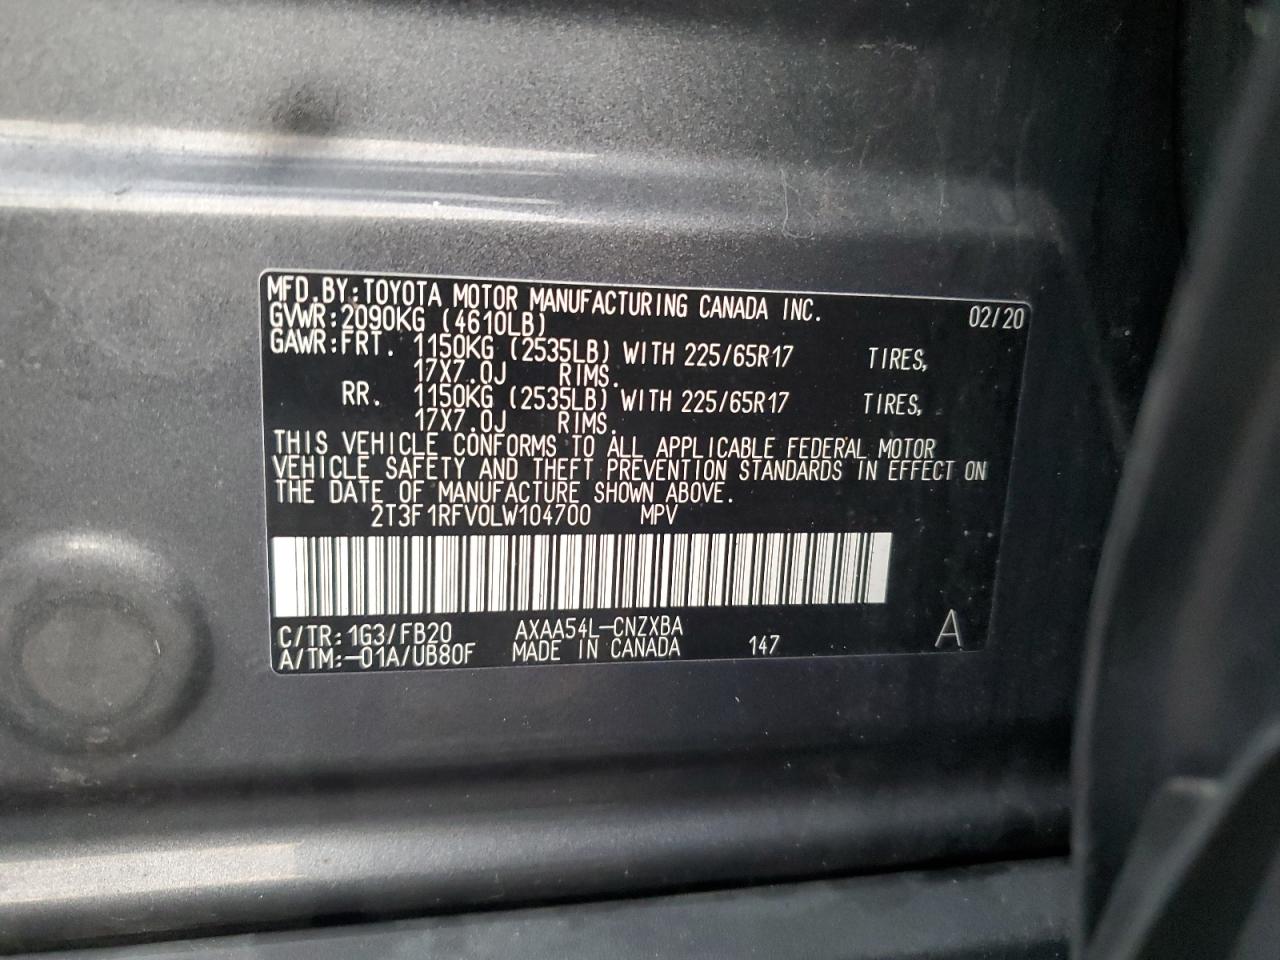 MFD.BY:TOYOTA MOTOR MANUFACTURING CANADA INC. 02/20
GVWR:2090KG (4610LB)
GAWR:FRT. 1150KG (2535LB) WITH 225/65R17 TIRES,
17X7.0J RIMS.
RR. 1150KG (2535LB) WITH 225/65R17 TIRES,
17X7.0J RIMS.
THIS VEHICLE CONFORMS TO ALL APPLICABLE FEDERAL MOTOR
VEHICLE SAFETY AND THEFT PREVENTION STANDARDS IN EFFECT ON
THE DATE OF MANUFACTURE SHOWN ABOVE.
2T3F1RFV0LW104700 MPV
C/TR:1G3/FB20 AXAA54L-CNZXBA
A/TM:-01A/UB80F MADE IN CANADA 147 A